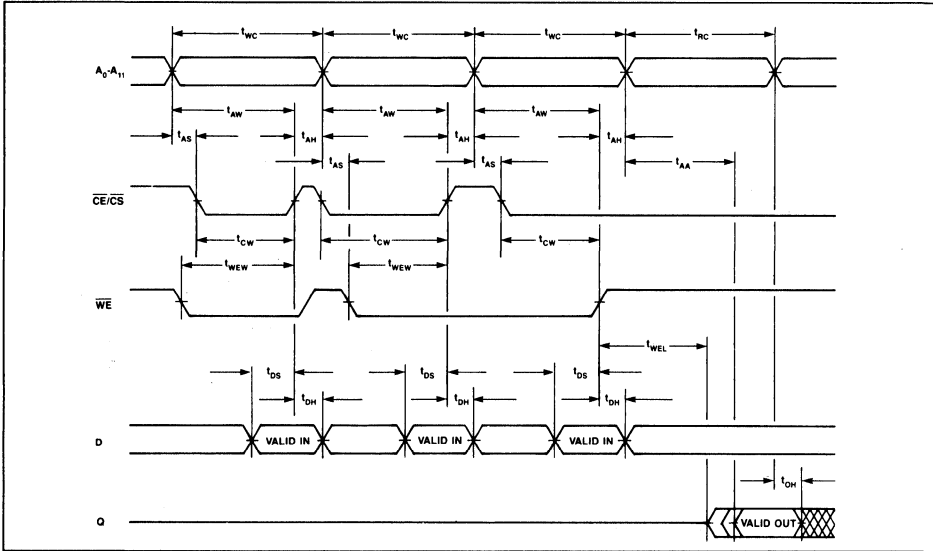 tWC tWC tWC tRC
A0-A11
tAW tAW tAW
tAS tAH tAH tAH
tAS tAS tAA
CE/CS
tCW tCW tCW
tWEW tWEW
WE
tWEL
tDS tDS tDS
tDH tDH tDH
D VALID IN VALID IN VALID IN
tOH
Q VALID OUT